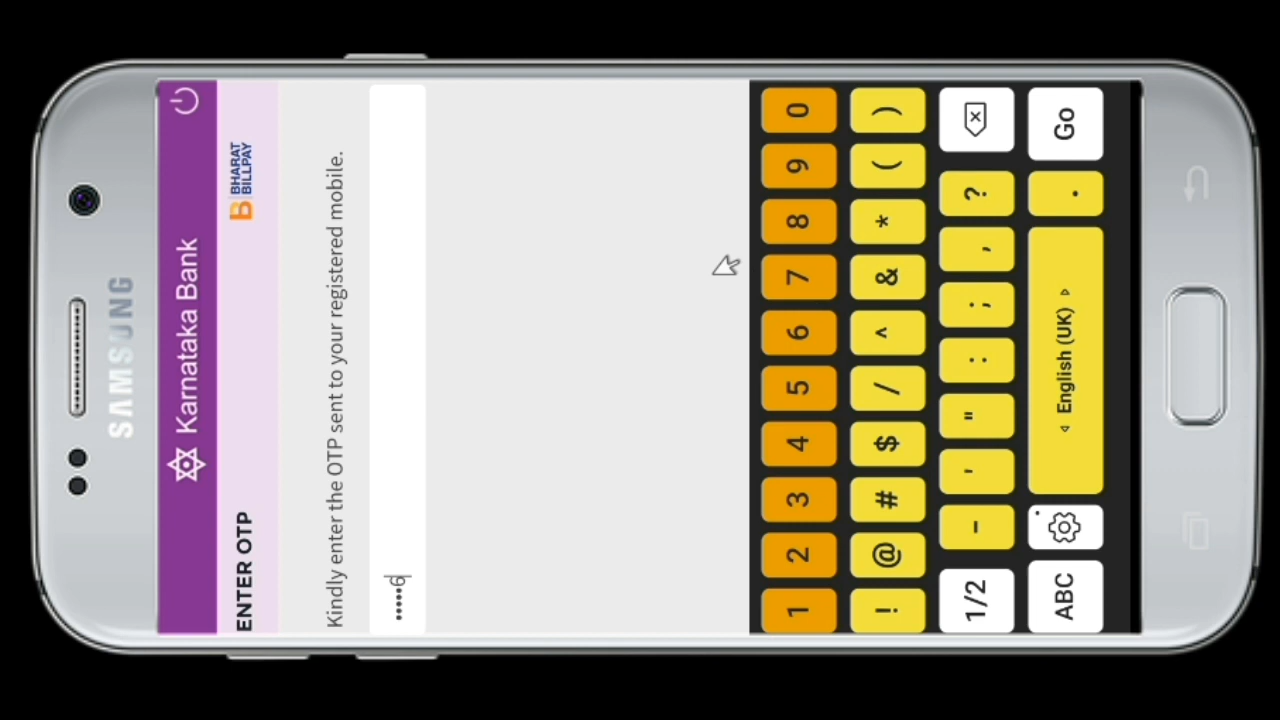 SAMSUNG
Karnataka Bank
ENTER OTP
BHARAT
BILLPAY
Kindly enter the OTP sent to your registered mobile.
•••••6
1 2 3 4 5 6 7 8 9 0
! @ # $ / ^ & * ( )
1/2 - ' " : ; , ?
ABC English (UK) . Go